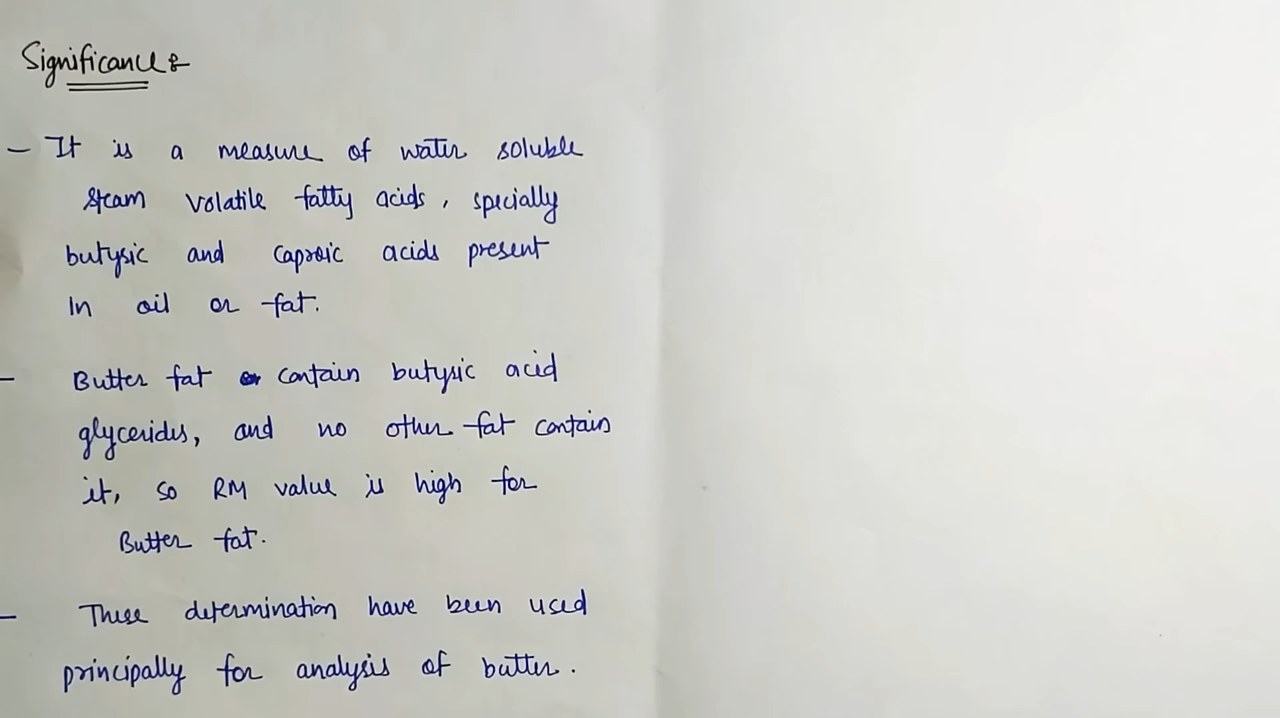 Significance
- It is a measure of water soluble
steam volatile fatty acids, specially
butyric and caproic acids present
In oil or fat.
- Butter fat contain butyric acid
glycerides, and no other fat contain
it, so RM value is high for
Butter fat.
- These determination have been used
principally for analysis of butter.